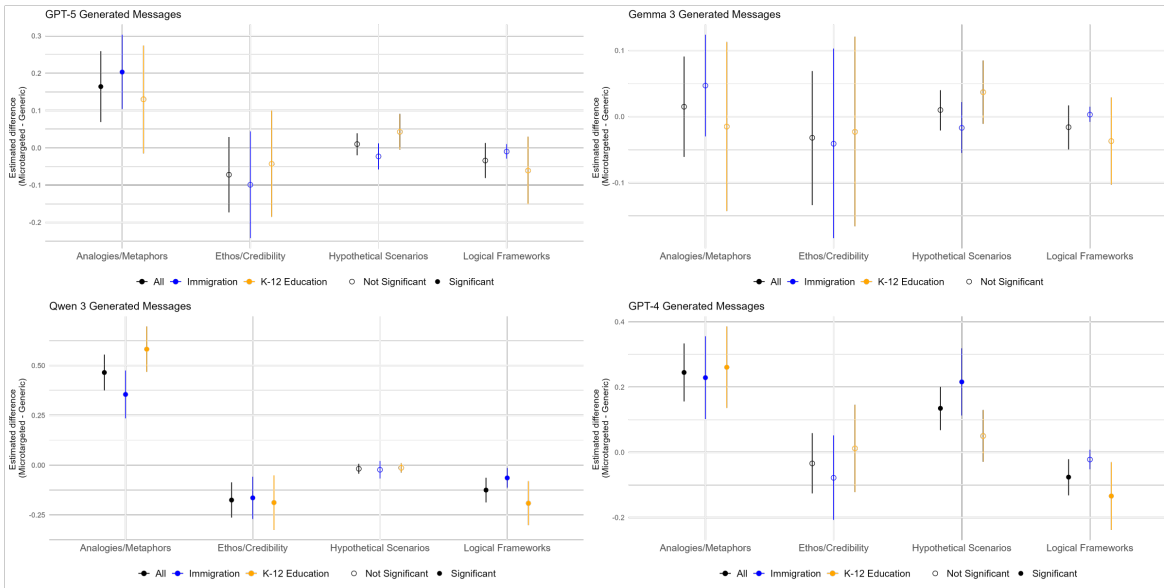 GPT-5 Generated Messages
Estimated difference
(Microtargeted - Generic)
0.3
0.2
0.1
0.0
-0.1
-0.2
Analogies/Metaphors Ethos/Credibility Hypothetical Scenarios Logical Frameworks
All Immigration K-12 Education Not Significant Significant
Gemma 3 Generated Messages
Estimated difference
(Microtargeted - Generic)
0.1
0.0
-0.1
Analogies/Metaphors Ethos/Credibility Hypothetical Scenarios Logical Frameworks
All Immigration K-12 Education Not Significant
Qwen 3 Generated Messages
Estimated difference
(Microtargeted - Generic)
0.50
0.25
0.00
-0.25
Analogies/Metaphors Ethos/Credibility Hypothetical Scenarios Logical Frameworks
All Immigration K-12 Education Not Significant Significant
GPT-4 Generated Messages
Estimated difference
(Microtargeted - Generic)
0.4
0.2
0.0
-0.2
Analogies/Metaphors Ethos/Credibility Hypothetical Scenarios Logical Frameworks
All Immigration K-12 Education Not Significant Significant